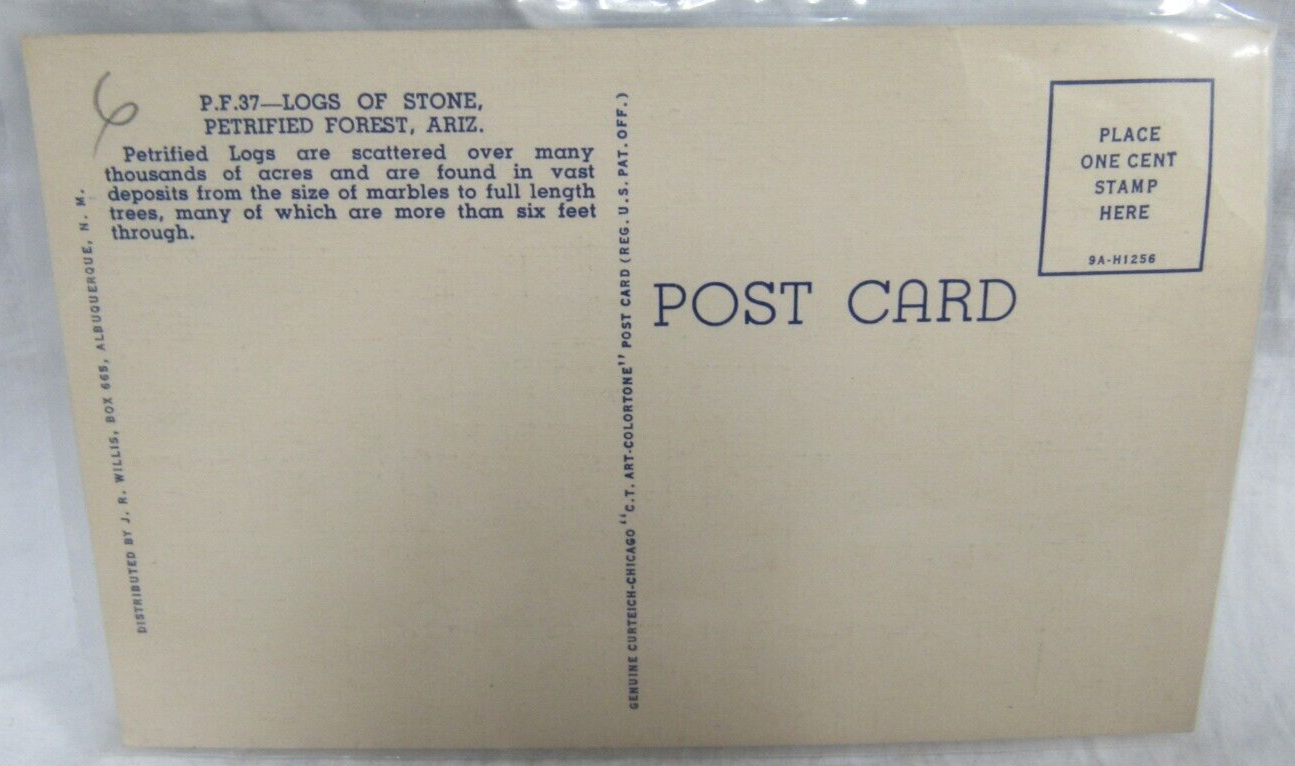 6
P.F.37—LOGS OF STONE,
PETRIFIED FOREST, ARIZ.
Petrified Logs are scattered over many
thousands of acres and are found in vast
deposits from the size of marbles to full length
trees, many of which are more than six feet
through.
DISTRIBUTED BY J. R. WILLIS, BOX 665, ALBUQUERQUE, N. M.
GENUINE CURTEICH-CHICAGO "C.T. ART-COLORTONE" POST CARD (REG. U.S. PAT. OFF.)
POST CARD
PLACE
ONE CENT
STAMP
HERE
9A-H1256